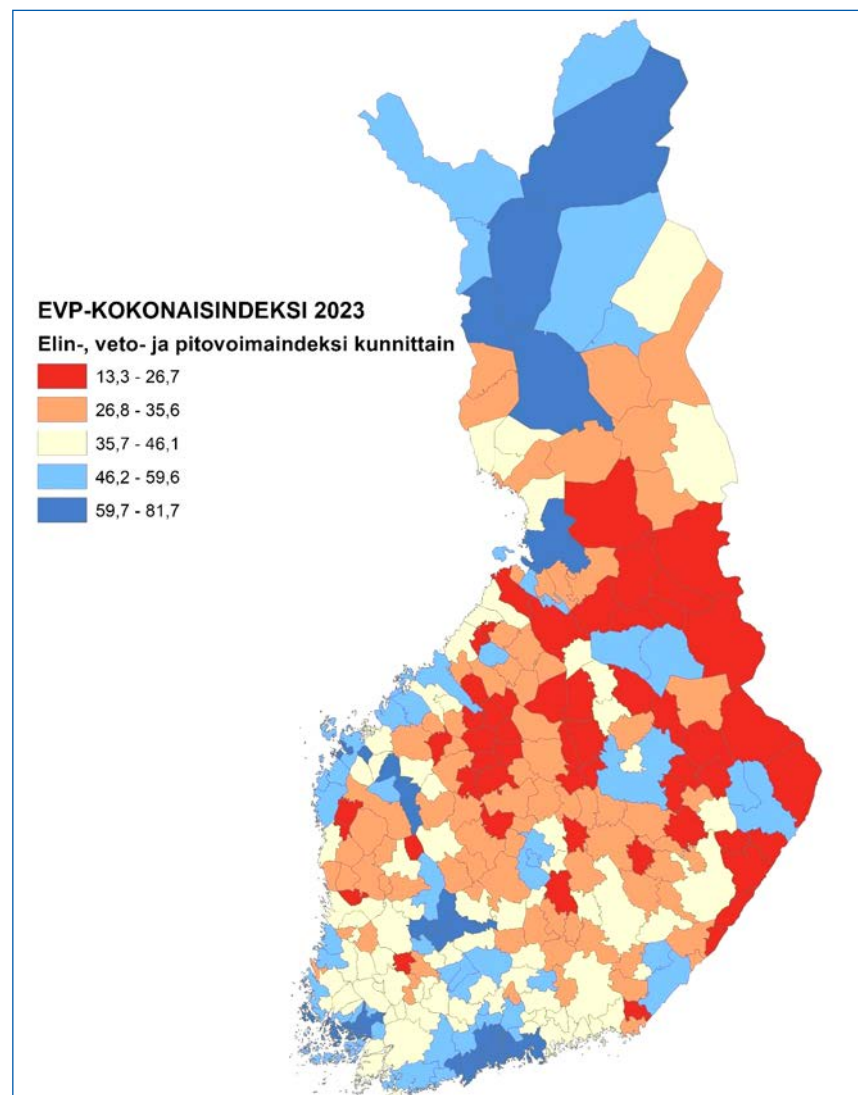 EVP-KOKONAISINDEKSI 2023
Elin-, veto- ja pitovoimaindeksi kunnittain
13,3 - 26,7
26,8 - 35,6
35,7 - 46,1
46,2 - 59,6
59,7 - 81,7